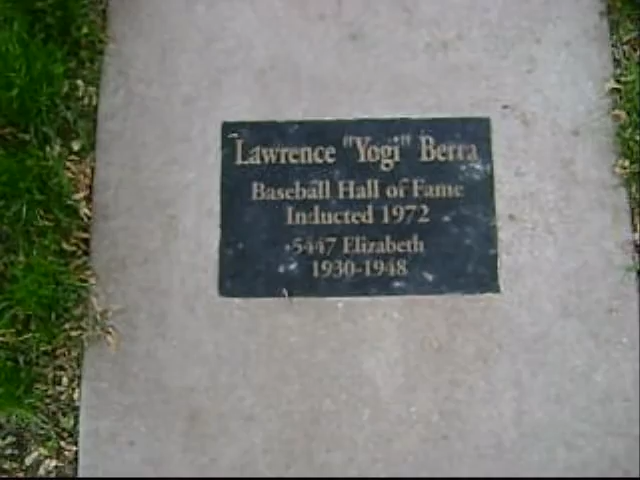 Lawrence "Yogi" Berra
Baseball Hall of Fame
Inducted 1972
5447 Elizabeth
1930-1948